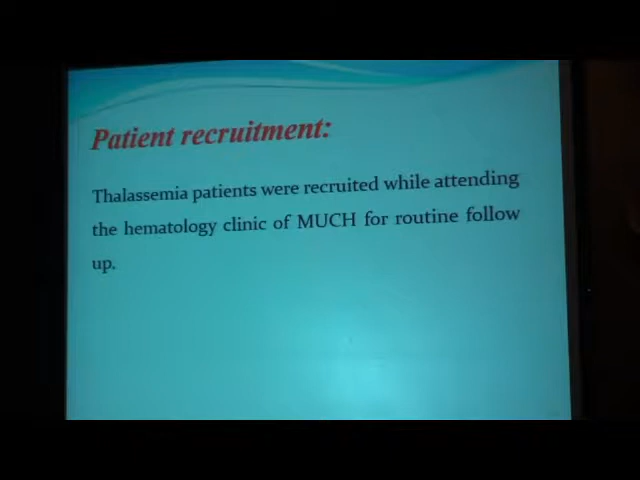 Patient recruitment:
Thalassemia patients were recruited while attending
the hematology clinic of MUCH for routine follow
up.